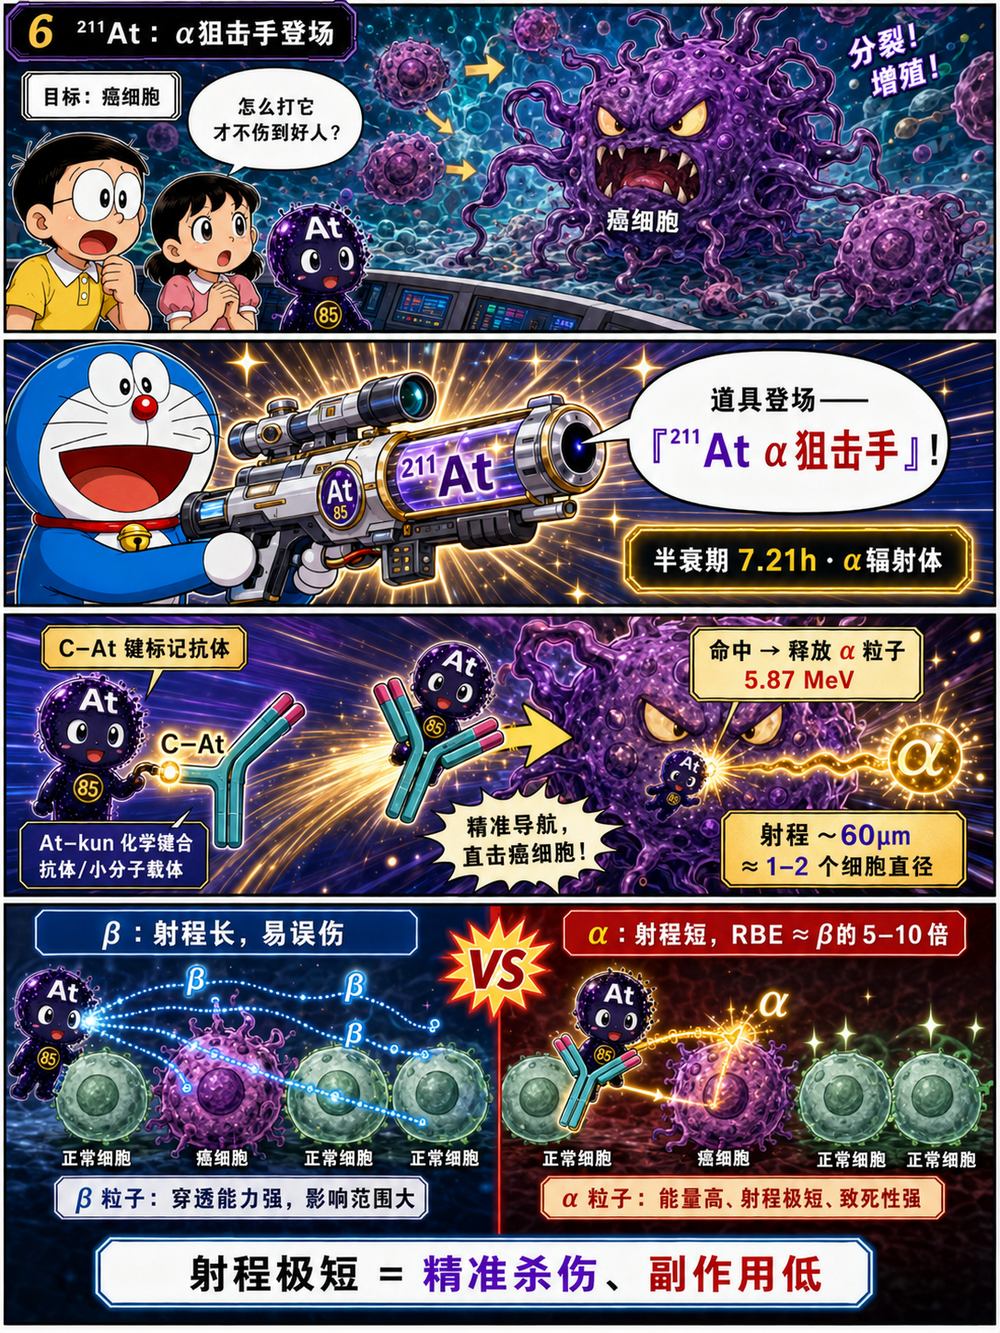 6 ²¹¹At：α狙击手登场
目标：癌细胞
怎么打它
才不伤到好人？
分裂！
增殖！
At
85
癌细胞
道具登场——
『²¹¹At α狙击手』！
²¹¹At
At
85
半衰期 7.21h · α辐射体
C–At 键标记抗体
At
85
C–At
At–kun 化学键合
抗体/小分子载体
At
85
精准导航，
直击癌细胞！
命中 → 释放 α 粒子
5.87 MeV
At
85
α
射程 ～60μm
≈ 1–2 个细胞直径
β：射程长，易误伤
VS
α：射程短，RBE ≈ β的 5–10 倍
At
85
β
β
β
正常细胞
癌细胞
正常细胞
正常细胞
At
85
α
正常细胞
癌细胞
正常细胞
正常细胞
β 粒子：穿透能力强，影响范围大
α 粒子：能量高、射程极短、致死性强
射程极短 = 精准杀伤、副作用低